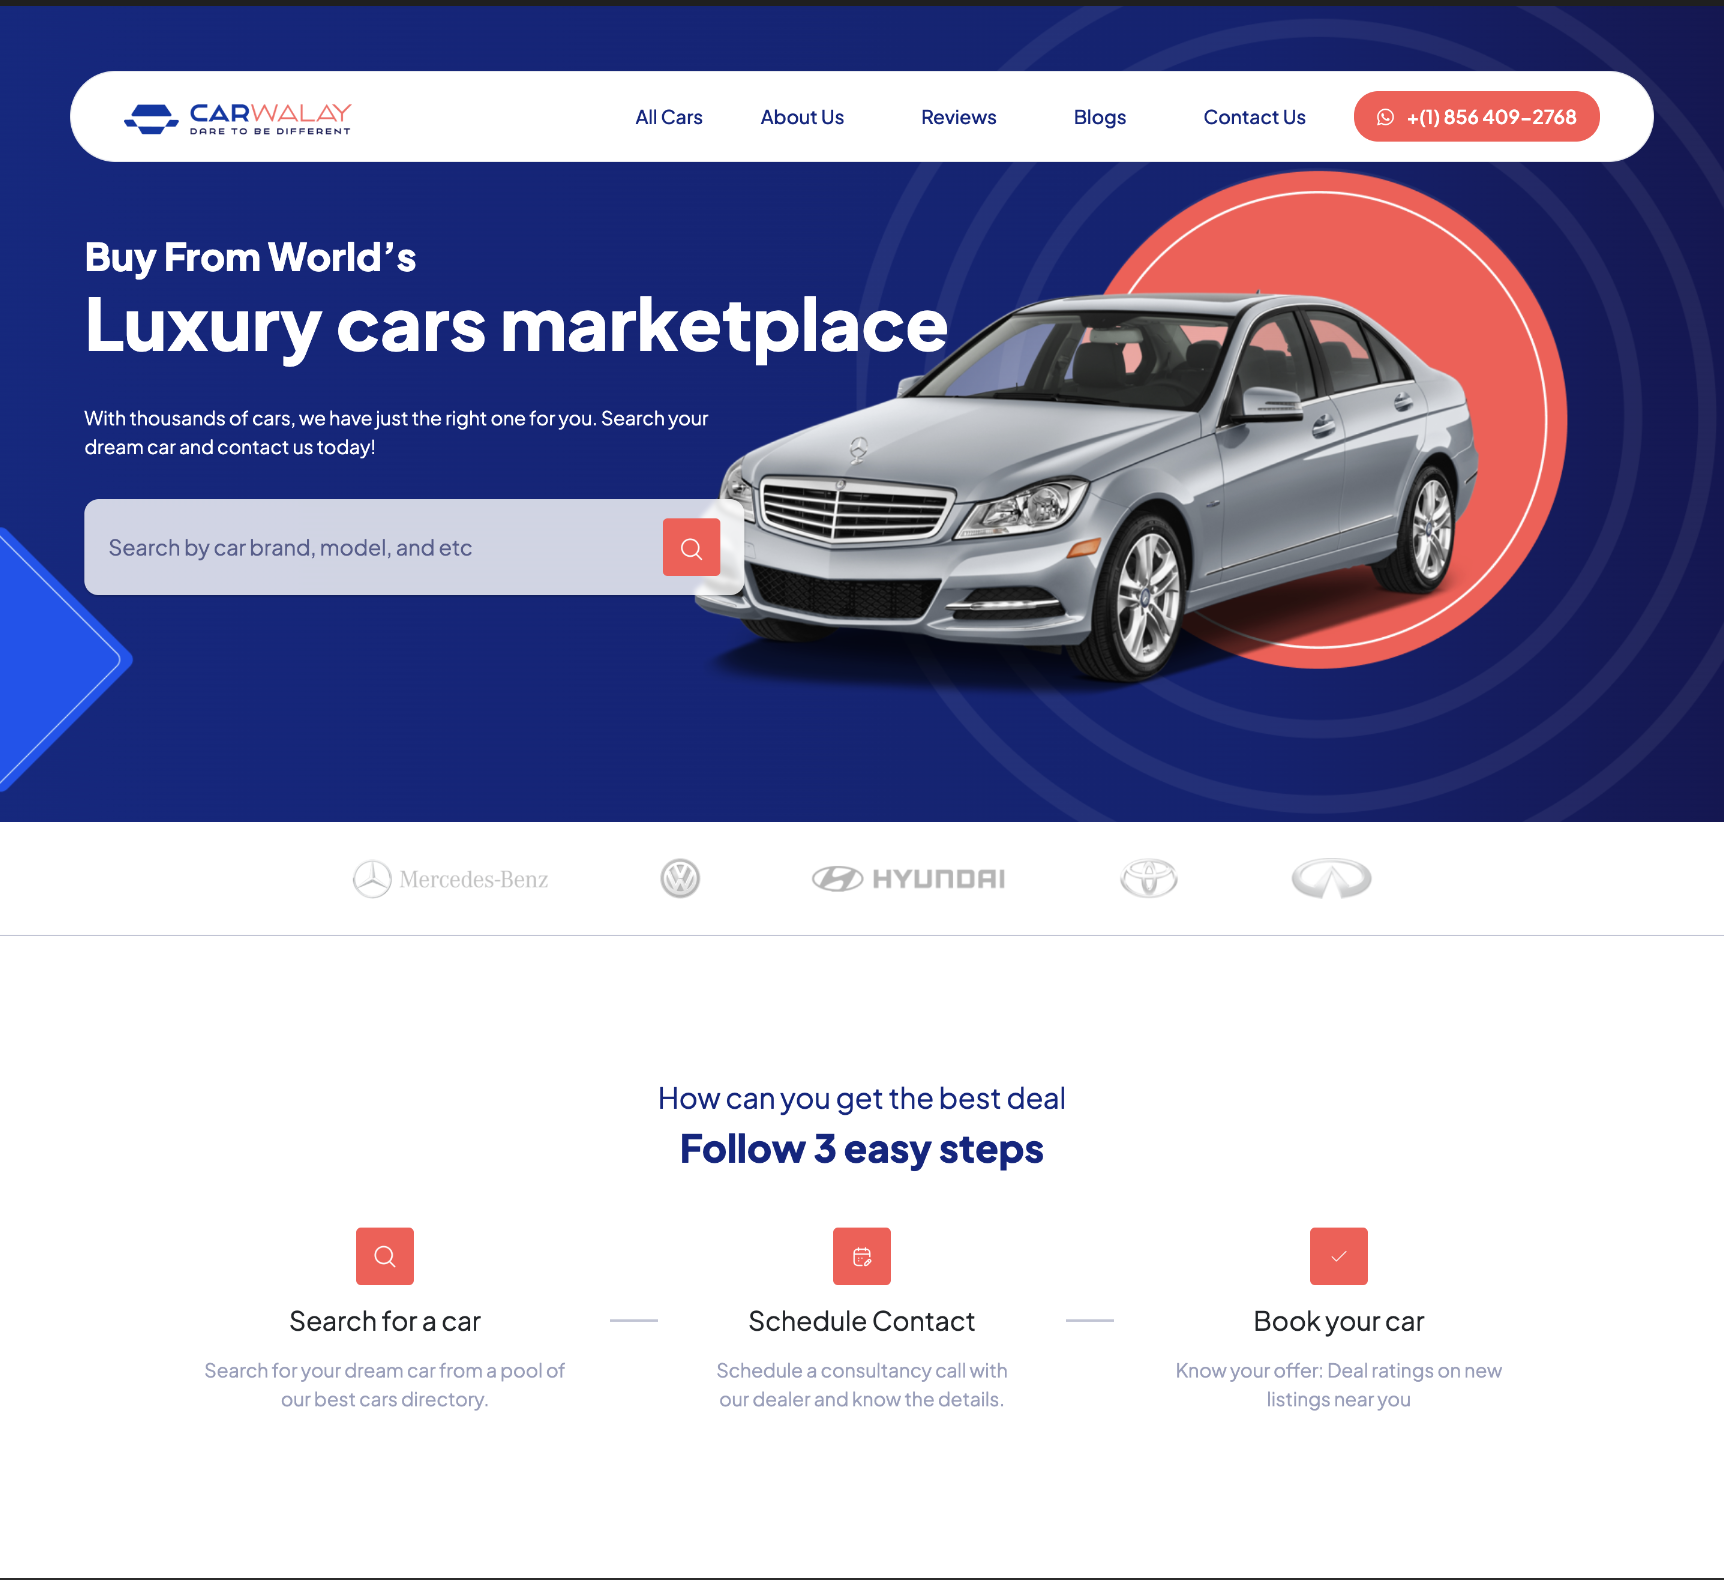 CARWALAY
DARE TO BE DIFFERENT
All Cars
About Us
Reviews
Blogs
Contact Us
+(1) 856 409-2768
Buy From World’s
Luxury cars marketplace
With thousands of cars, we have just the right one for you. Search your
dream car and contact us today!
Search by car brand, model, and etc
Mercedes-Benz
HYUNDAI
How can you get the best deal
Follow 3 easy steps
Search for a car
Search for your dream car from a pool of
our best cars directory.
Schedule Contact
Schedule a consultancy call with
our dealer and know the details.
Book your car
Know your offer: Deal ratings on new
listings near you